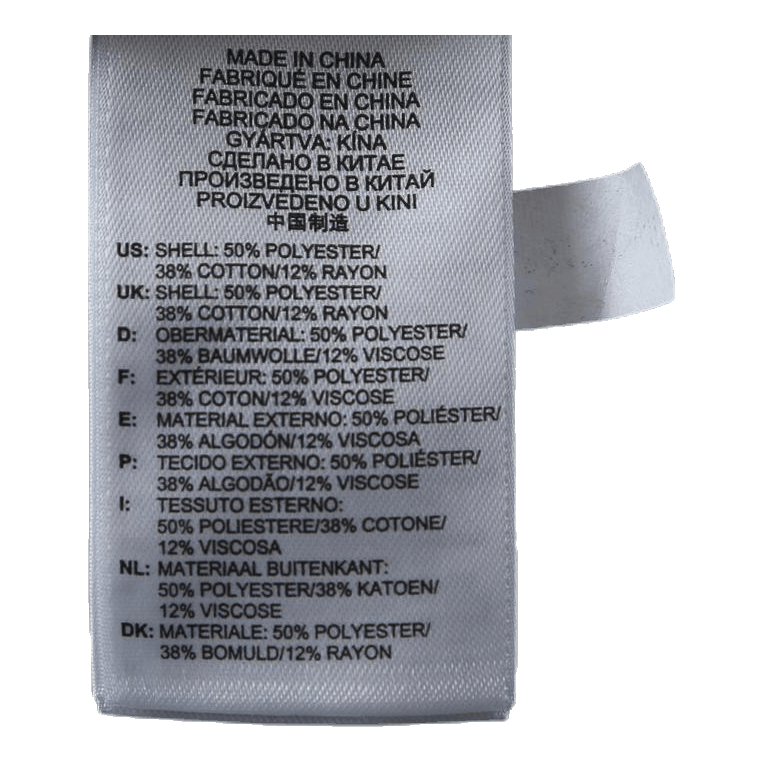 MADE IN CHINA
FABRIQUÉ EN CHINE
FABRICADO EN CHINA
FABRICADO NA CHINA
GYÁRTVA: KÍNA
СДЕЛАНО В КИТАЕ
ПРОИЗВЕДЕНО В КИТАЙ
PROIZVEDENO U KINI
中国制造
US: SHELL: 50% POLYESTER/
38% COTTON/12% RAYON
UK: SHELL: 50% POLYESTER/
38% COTTON/12% RAYON
D: OBERMATERIAL: 50% POLYESTER/
38% BAUMWOLLE/12% VISCOSE
F: EXTÉRIEUR: 50% POLYESTER/
38% COTON/12% VISCOSE
E: MATERIAL EXTERNO: 50% POLIÉSTER/
38% ALGODÓN/12% VISCOSA
P: TECIDO EXTERNO: 50% POLIÉSTER/
38% ALGODÃO/12% VISCOSE
I: TESSUTO ESTERNO:
50% POLIESTERE/38% COTONE/
12% VISCOSA
NL: MATERIAAL BUITENKANT:
50% POLYESTER/38% KATOEN/
12% VISCOSE
DK: MATERIALE: 50% POLYESTER/
38% BOMULD/12% RAYON